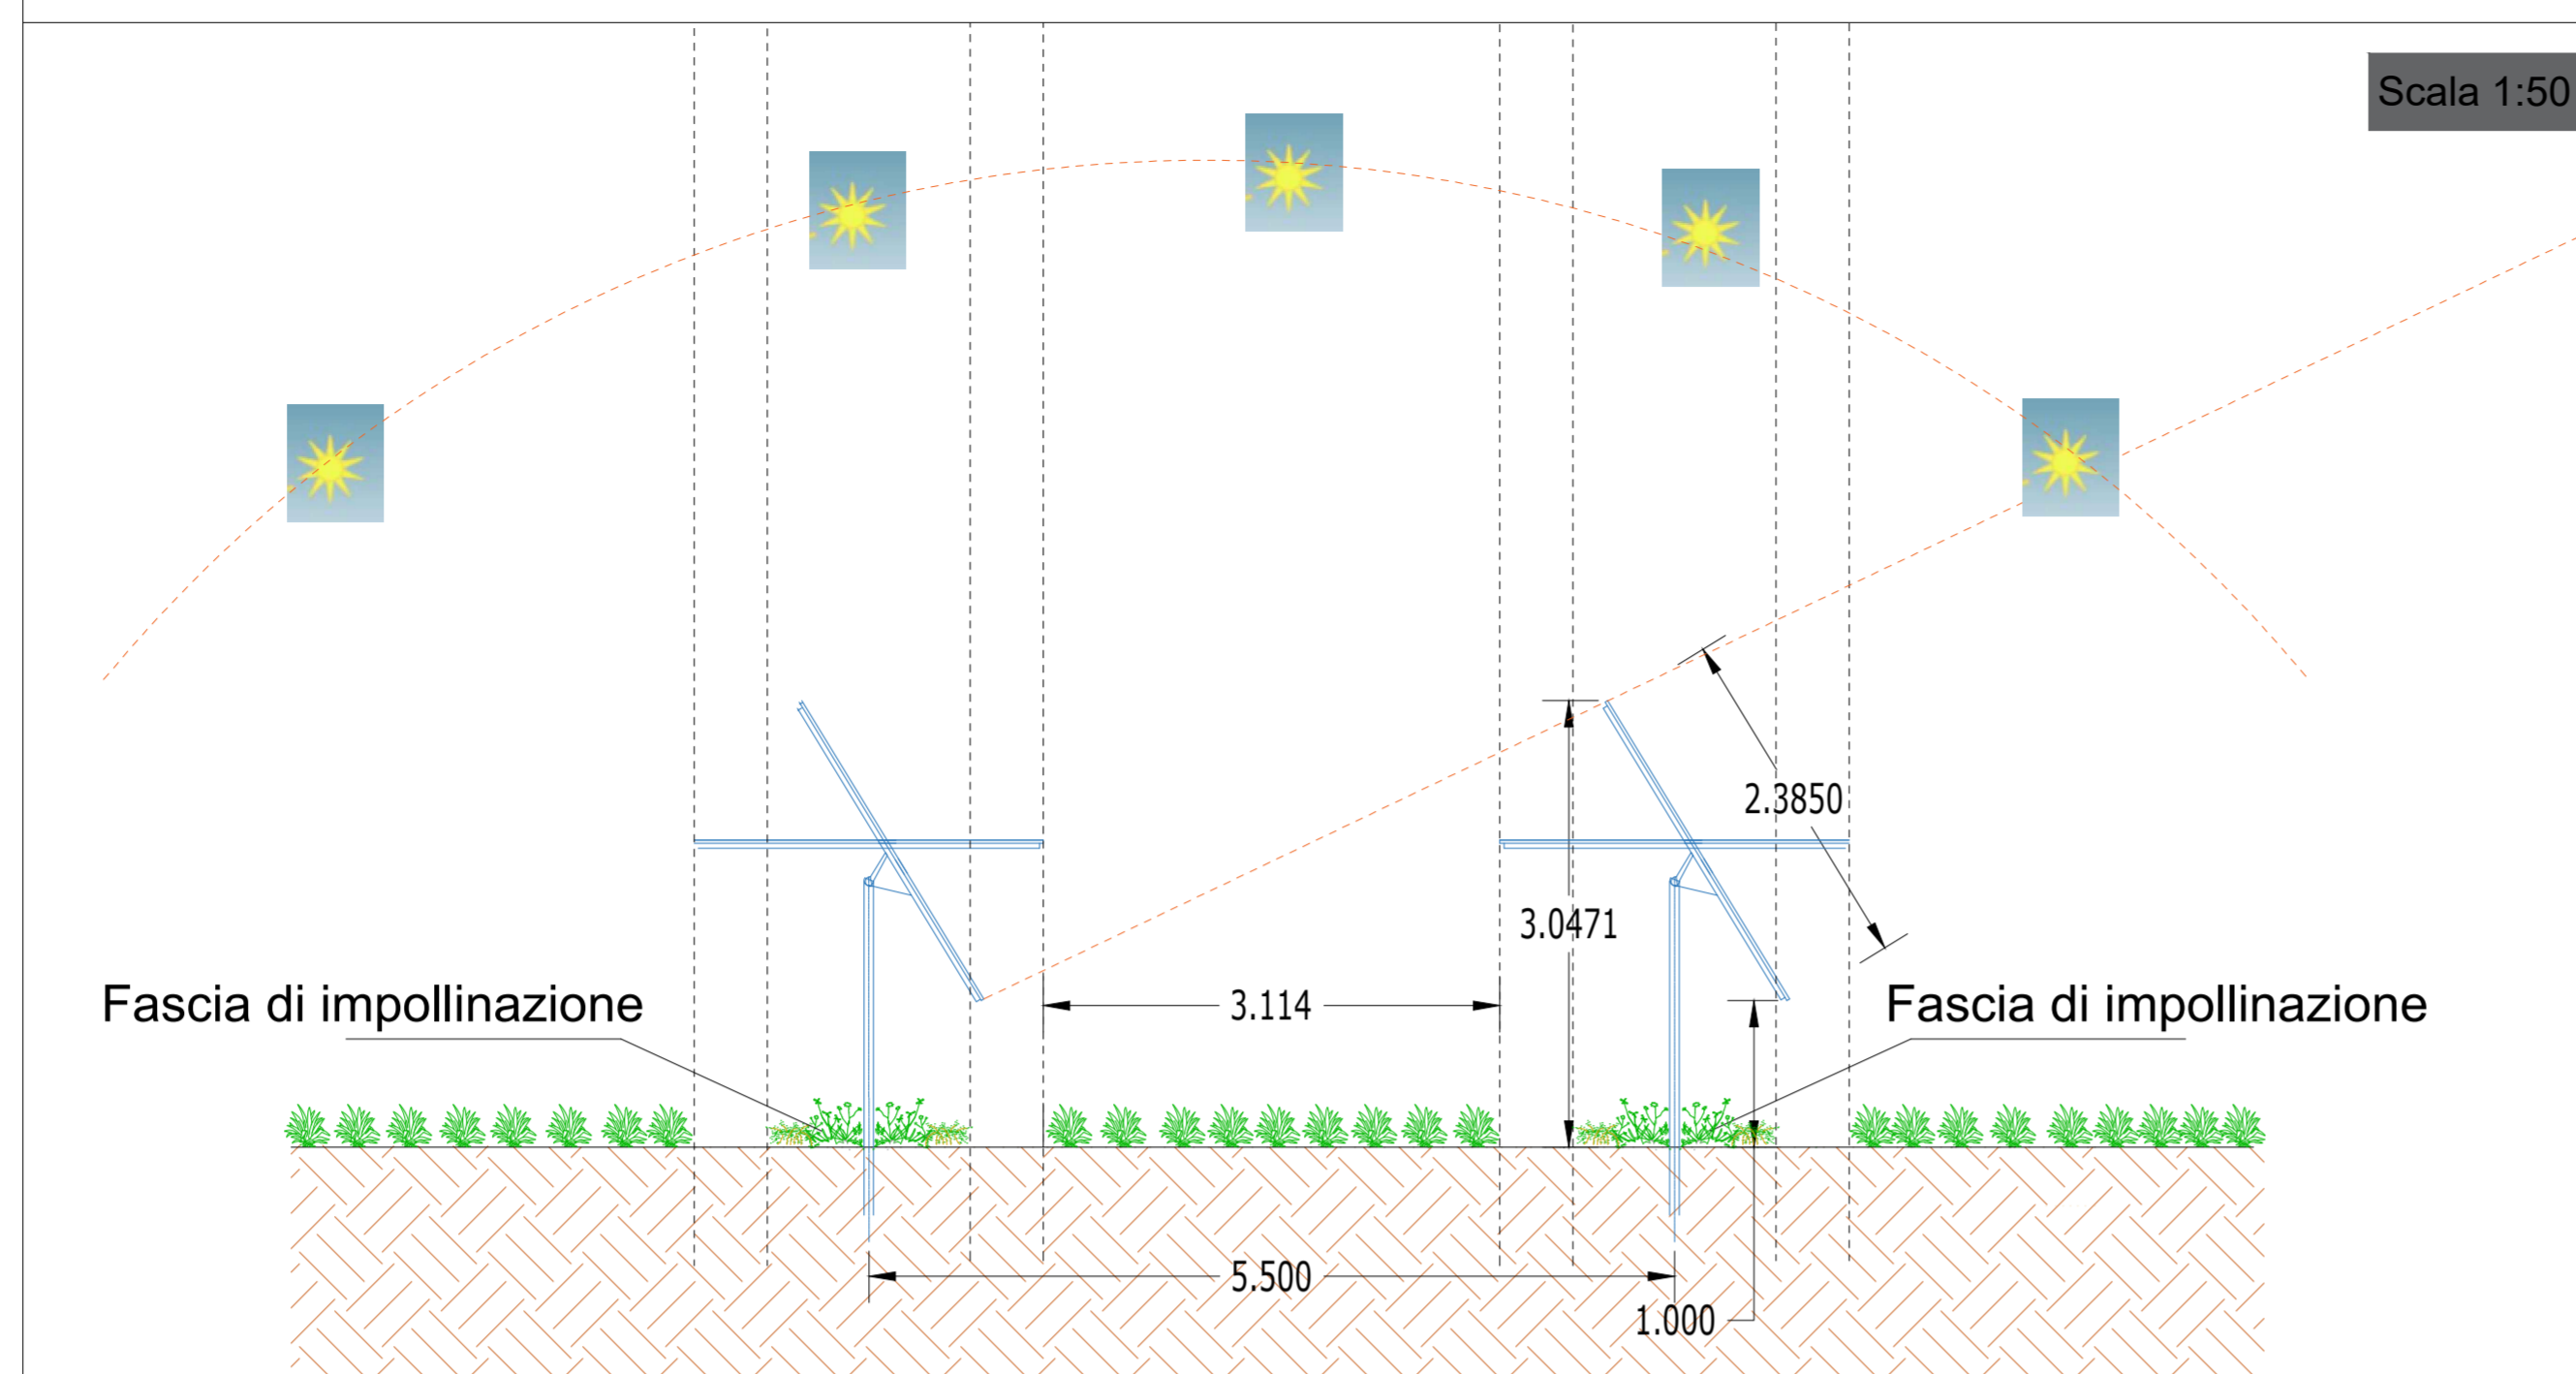 Scala 1:50
2.3850
3.0471
Fascia di impollinazione
3.114
Fascia di impollinazione
5.500
1.000